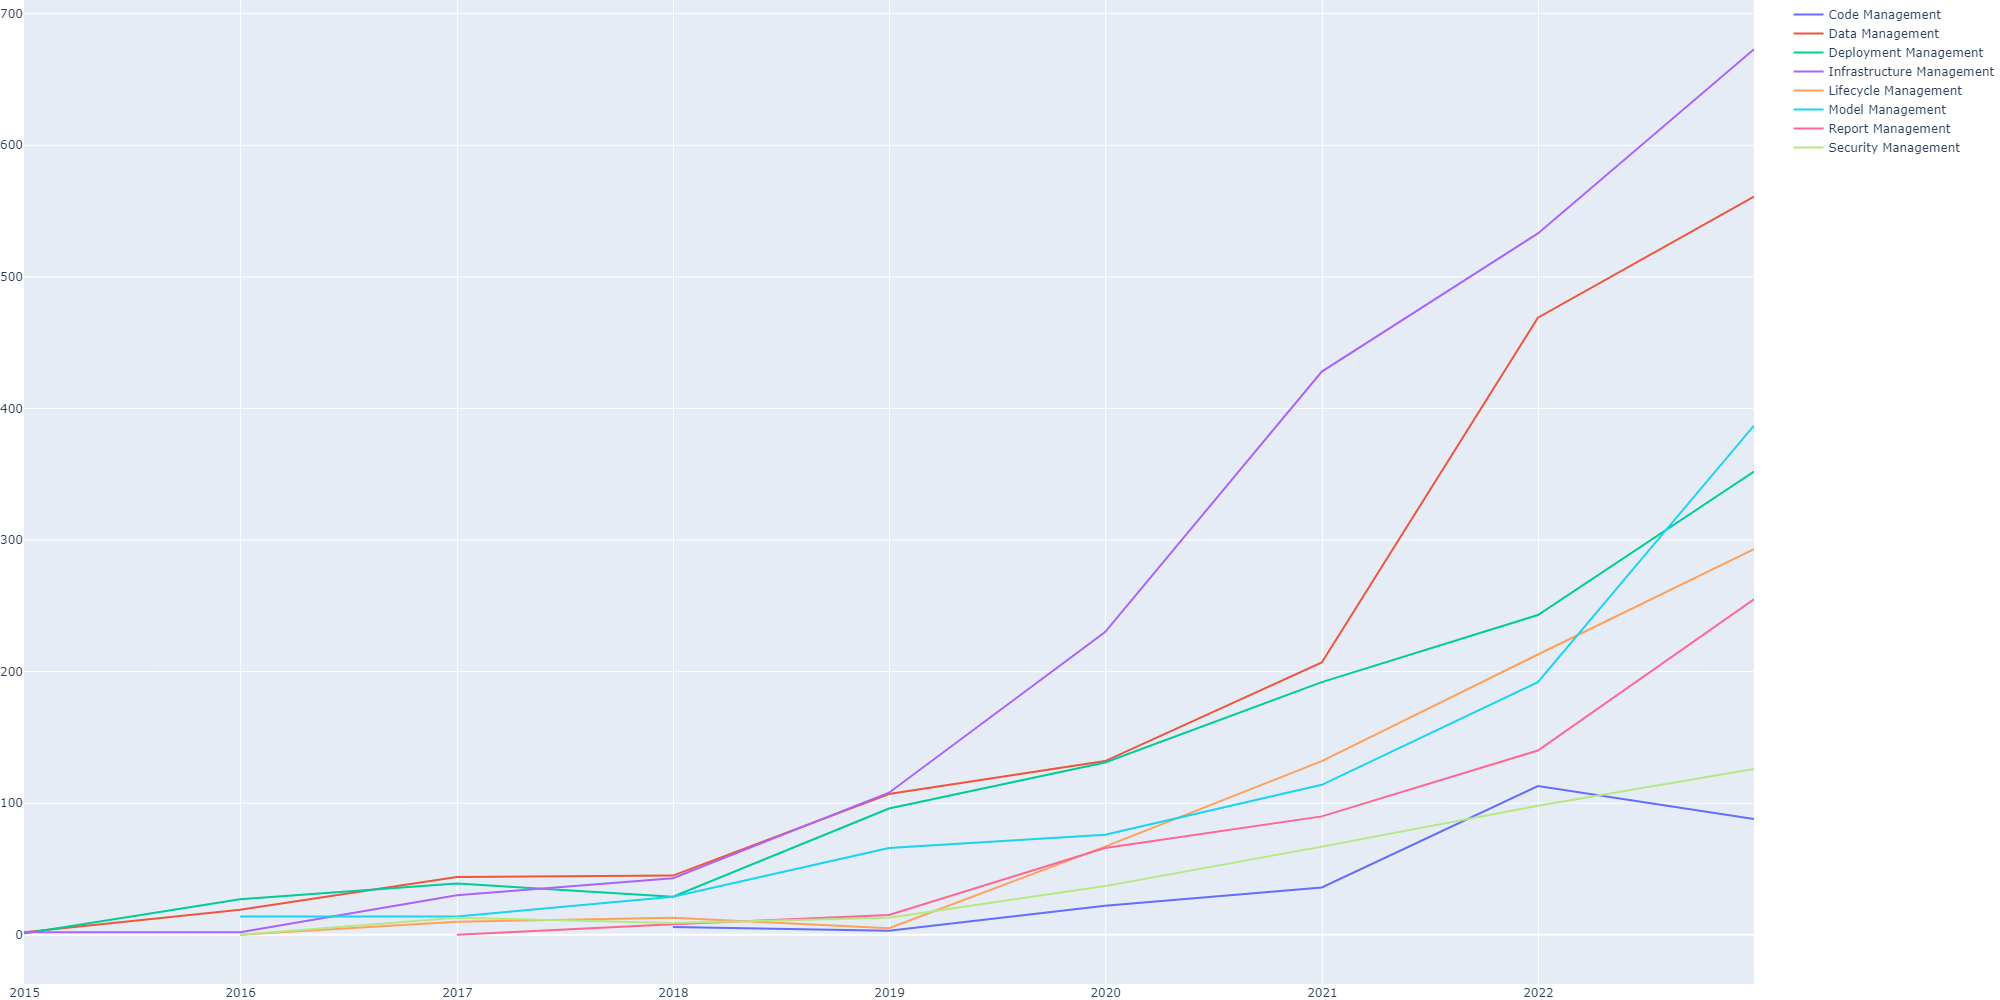 700
600
500
400
300
200
100
0
2015 2016 2017 2018 2019 2020 2021 2022
Code Management
Data Management
Deployment Management
Infrastructure Management
Lifecycle Management
Model Management
Report Management
Security Management